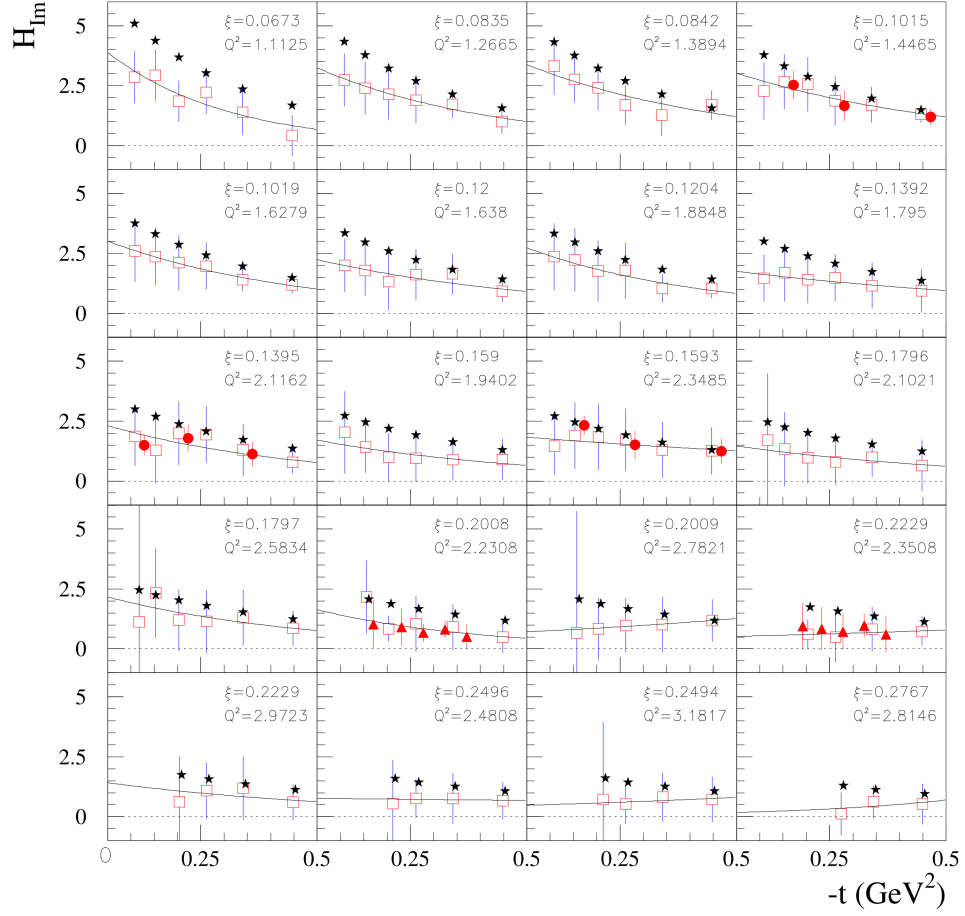 H_Im
ξ=0.0673
Q²=1.1125
ξ=0.0835
Q²=1.2665
ξ=0.0842
Q²=1.3894
ξ=0.1015
Q²=1.4465
5
2.5
0
ξ=0.1019
Q²=1.6279
ξ=0.12
Q²=1.638
ξ=0.1204
Q²=1.8848
ξ=0.1392
Q²=1.795
5
2.5
0
ξ=0.1395
Q²=2.1162
ξ=0.159
Q²=1.9402
ξ=0.1593
Q²=2.3485
ξ=0.1796
Q²=2.1021
5
2.5
0
ξ=0.1797
Q²=2.5834
ξ=0.2008
Q²=2.2308
ξ=0.2009
Q²=2.7821
ξ=0.2229
Q²=2.3508
5
2.5
0
ξ=0.2229
Q²=2.9723
ξ=0.2496
Q²=2.4808
ξ=0.2494
Q²=3.1817
ξ=0.2767
Q²=2.8146
5
2.5
0
0 0.25 0.5 0.25 0.5 0.25 0.5 0.25 0.5
-t (GeV²)